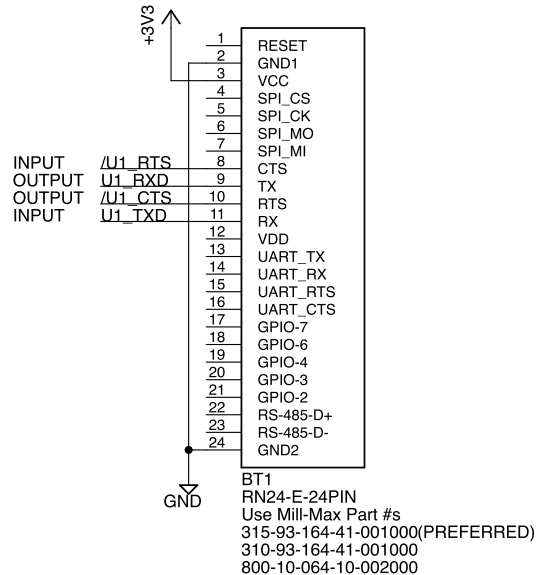 +3V3
1 RESET
2 GND1
3 VCC
4 SPI_CS
5 SPI_CK
6 SPI_MO
7 SPI_MI
INPUT /U1_RTS 8 CTS
OUTPUT U1_RXD 9 TX
OUTPUT /U1_CTS 10 RTS
INPUT U1_TXD 11 RX
12 VDD
13 UART_TX
14 UART_RX
15 UART_RTS
16 UART_CTS
17 GPIO-7
18 GPIO-6
19 GPIO-4
20 GPIO-3
21 GPIO-2
22 RS-485-D+
23 RS-485-D-
24 GND2
GND
BT1
RN24-E-24PIN
Use Mill-Max Part #s
315-93-164-41-001000(PREFERRED)
310-93-164-41-001000
800-10-064-10-002000